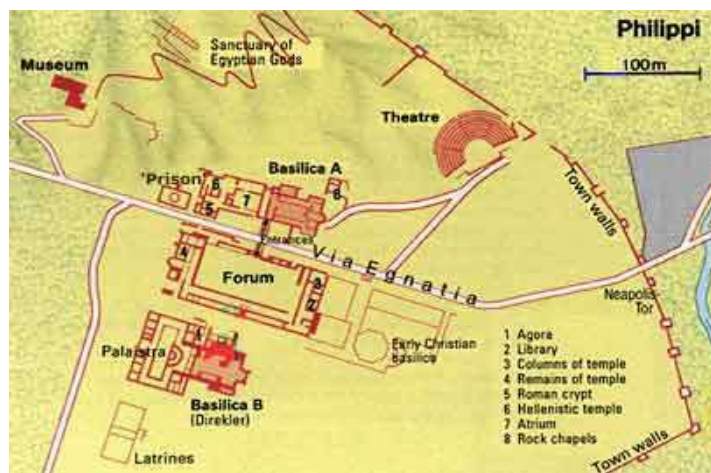 Philippi
100m
Sanctuary of
Egyptian Gods
Museum
Theatre
Basilica A
'Prison'
6
7
8
5
Entrances
Town walls
Via Egnatia
4
Forum
3
2
Neapolis-
Tor
Early Christian
basilica
1
Palaistra
Basilica B
(Direkler)
Latrines
1 Agora
2 Library
3 Columns of temple
4 Remains of temple
5 Roman crypt
6 Hellenistic temple
7 Atrium
8 Rock chapels
Town walls